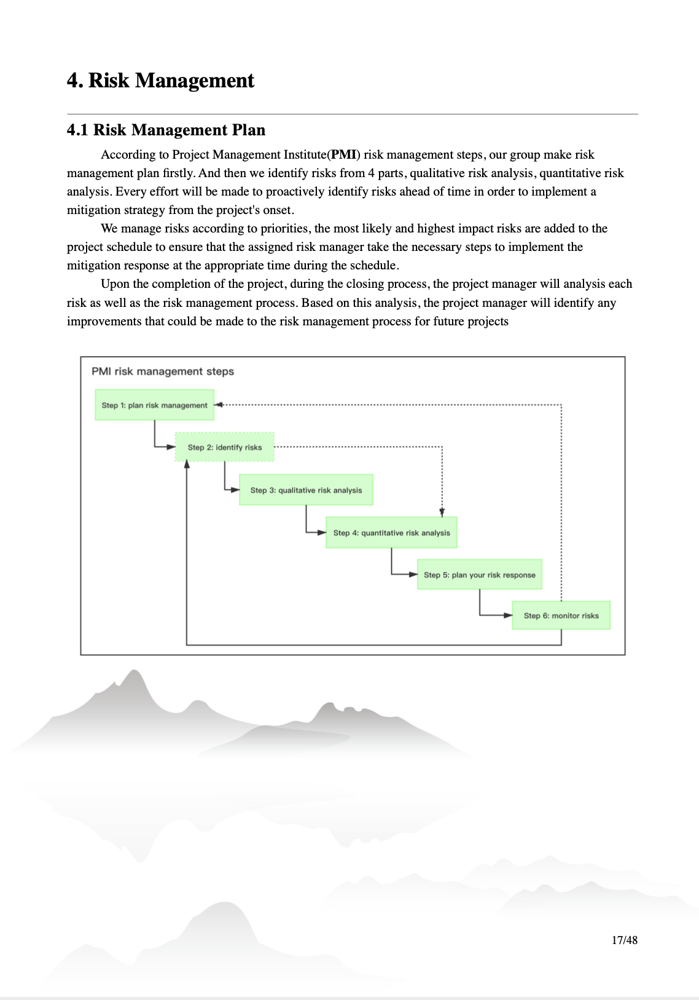 4. Risk Management
4.1 Risk Management Plan
According to Project Management Institute(PMI) risk management steps, our group make risk
management plan firstly. And then we identify risks from 4 parts, qualitative risk analysis, quantitative risk
analysis. Every effort will be made to proactively identify risks ahead of time in order to implement a
mitigation strategy from the project's onset.
We manage risks according to priorities, the most likely and highest impact risks are added to the
project schedule to ensure that the assigned risk manager take the necessary steps to implement the
mitigation response at the appropriate time during the schedule.
Upon the completion of the project, during the closing process, the project manager will analysis each
risk as well as the risk management process. Based on this analysis, the project manager will identify any
improvements that could be made to the risk management process for future projects
PMI risk management steps
Step 1: plan risk management
Step 2: identify risks
Step 3: qualitative risk analysis
Step 4: quantitative risk analysis
Step 5: plan your risk response
Step 6: monitor risks
17/48